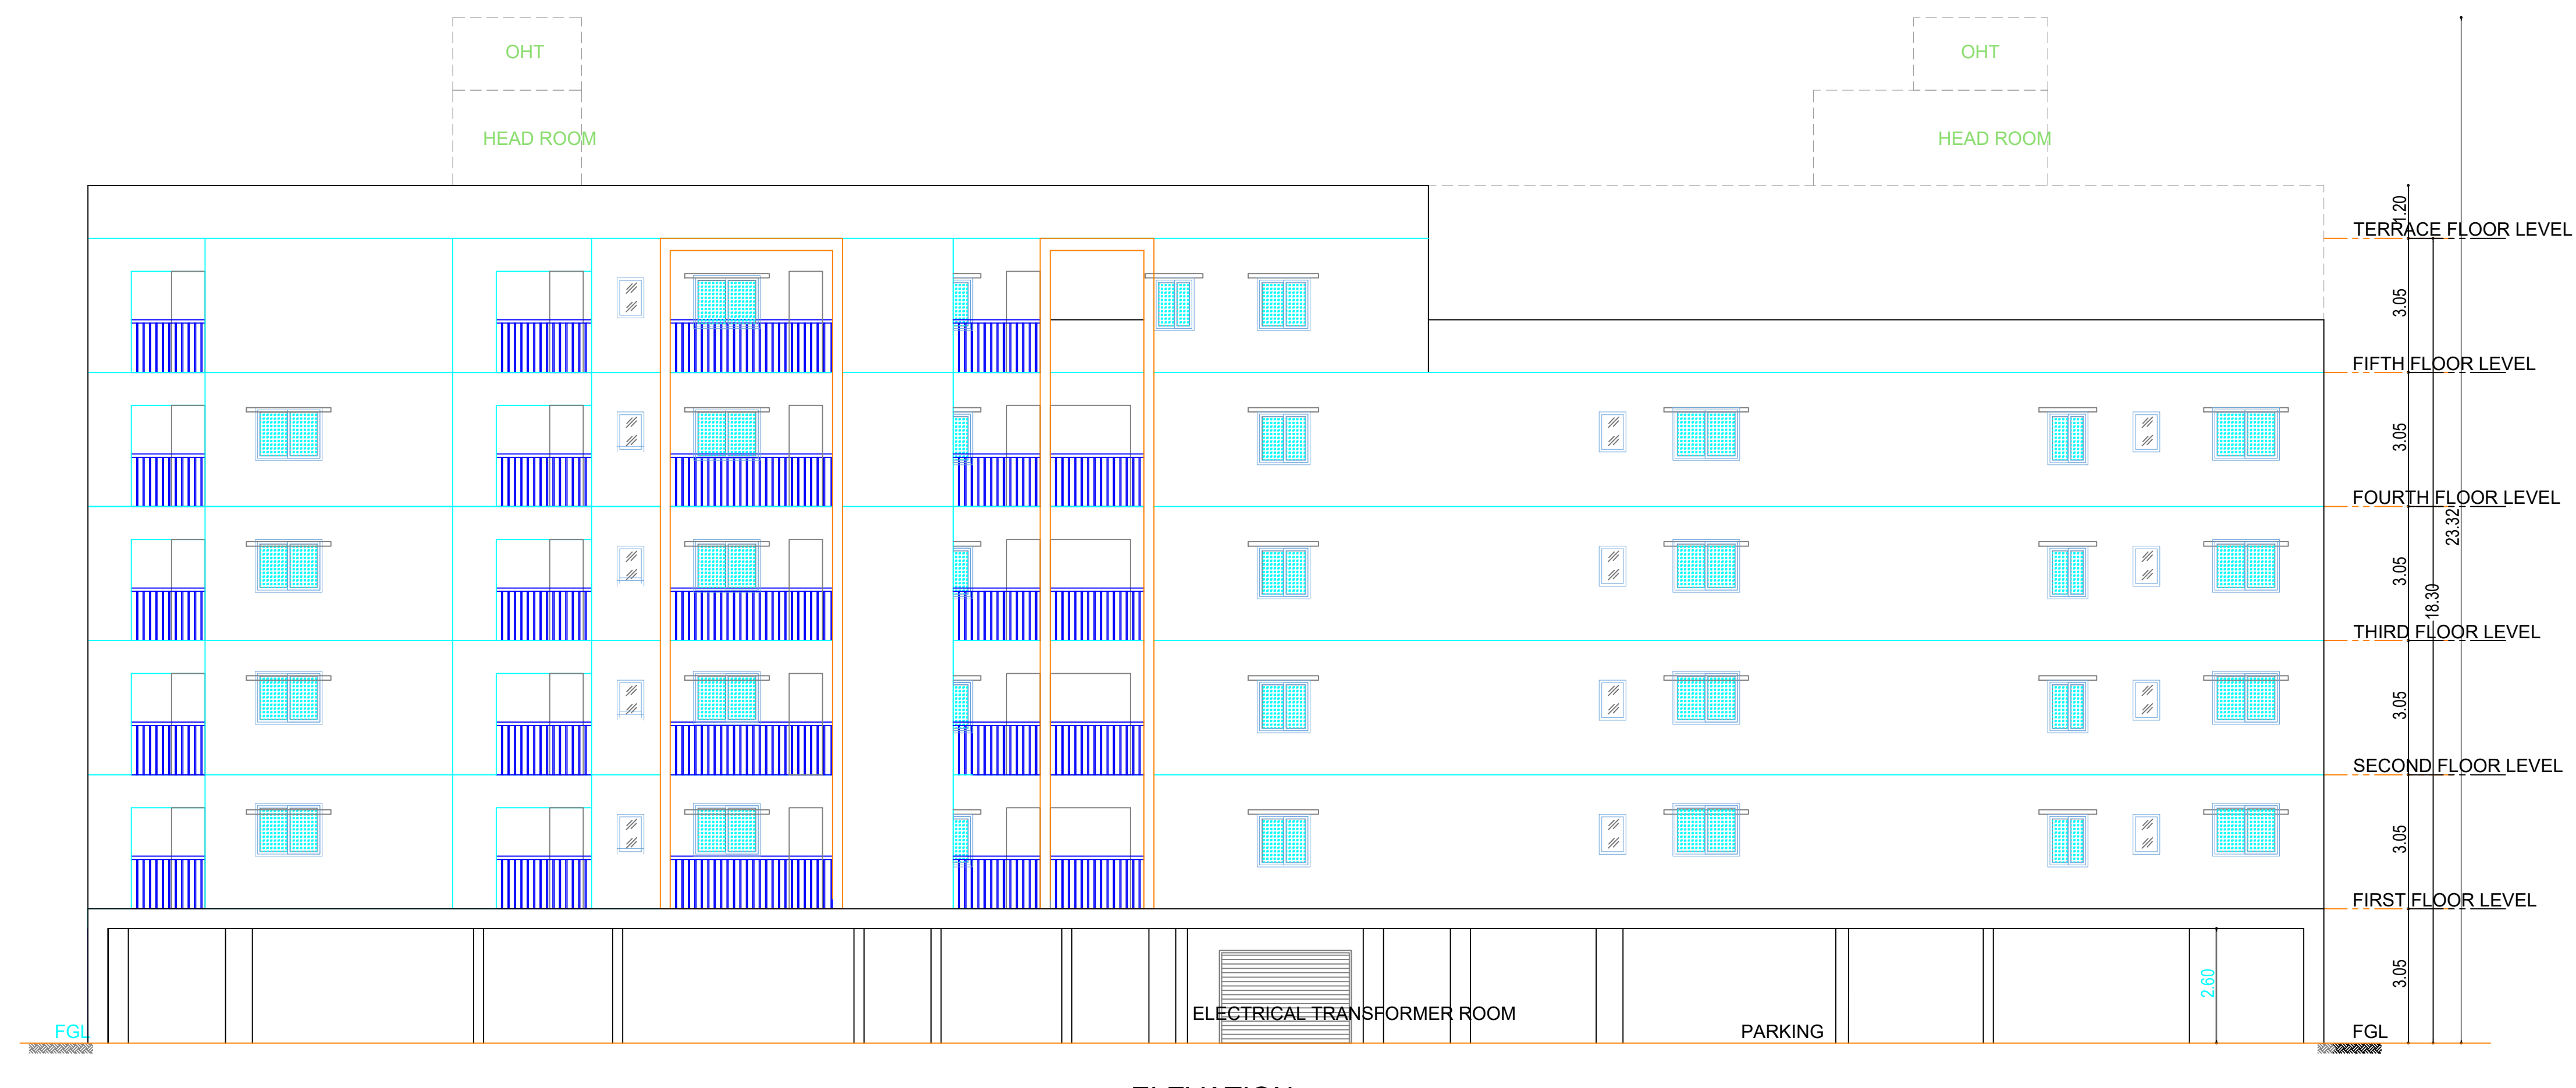 OHT
OHT
HEAD ROOM
HEAD ROOM
1.20
TERRACE FLOOR LEVEL
3.05
FIFTH FLOOR LEVEL
3.05
FOURTH FLOOR LEVEL
23.32
3.05
18.30
THIRD FLOOR LEVEL
3.05
SECOND FLOOR LEVEL
3.05
FIRST FLOOR LEVEL
3.05
2.60
ELECTRICAL TRANSFORMER ROOM
FGL
PARKING
FGL
ELEVATION